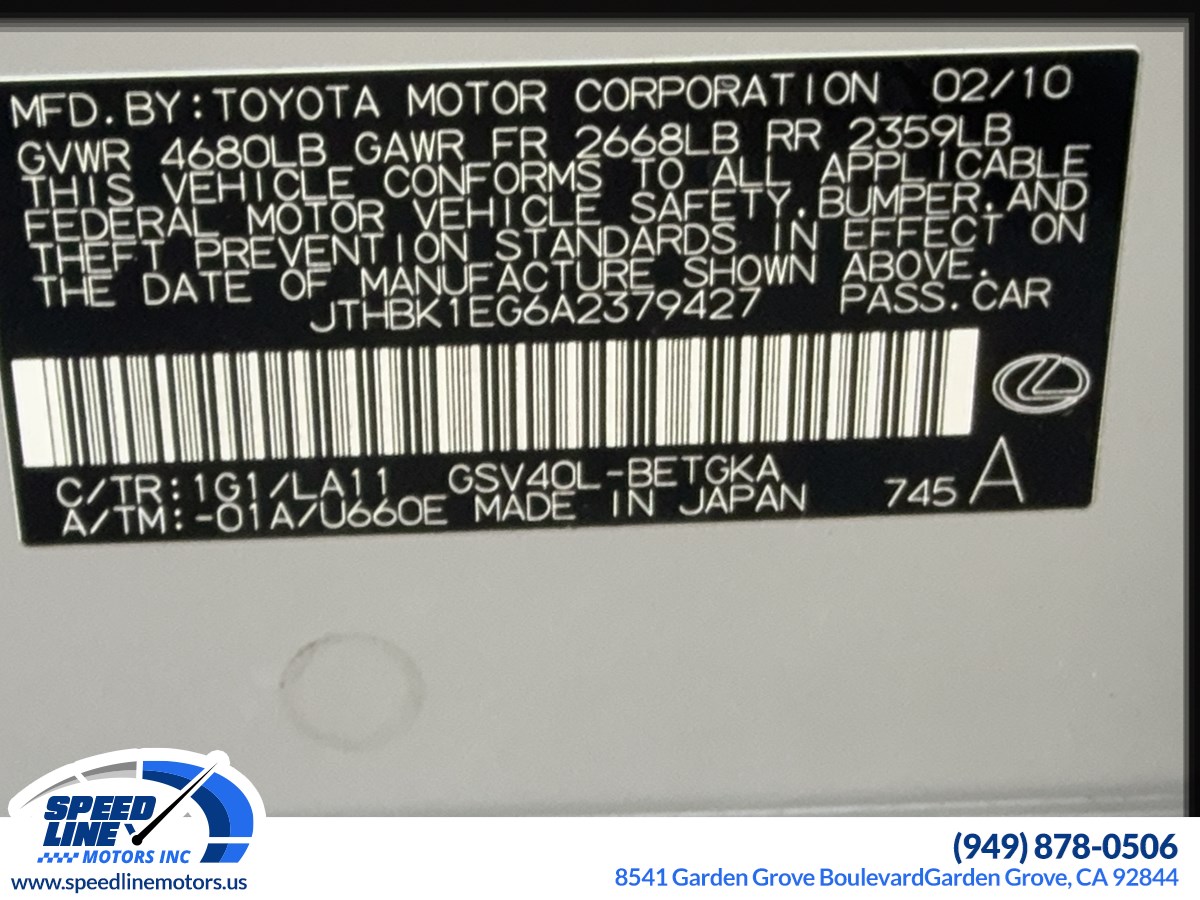 MFD. BY: TOYOTA MOTOR CORPORATION 02/10
GVWR 4680LB GAWR FR 2668LB RR 2359LB
THIS VEHICLE CONFORMS TO ALL APPLICABLE
FEDERAL MOTOR VEHICLE SAFETY, BUMPER, AND
THEFT PREVENTION STANDARDS IN EFFECT ON
THE DATE OF MANUFACTURE SHOWN ABOVE.
JTHBK1EG6A2379427 PASS. CAR
C/TR: 1G1/LA11 GSV40L-BETGKA
A/TM: -01A/U660E MADE IN JAPAN 745 A
SPEED
LINE
MOTORS INC
www.speedlinemotors.us
(949) 878-0506
8541 Garden Grove BoulevardGarden Grove, CA 92844